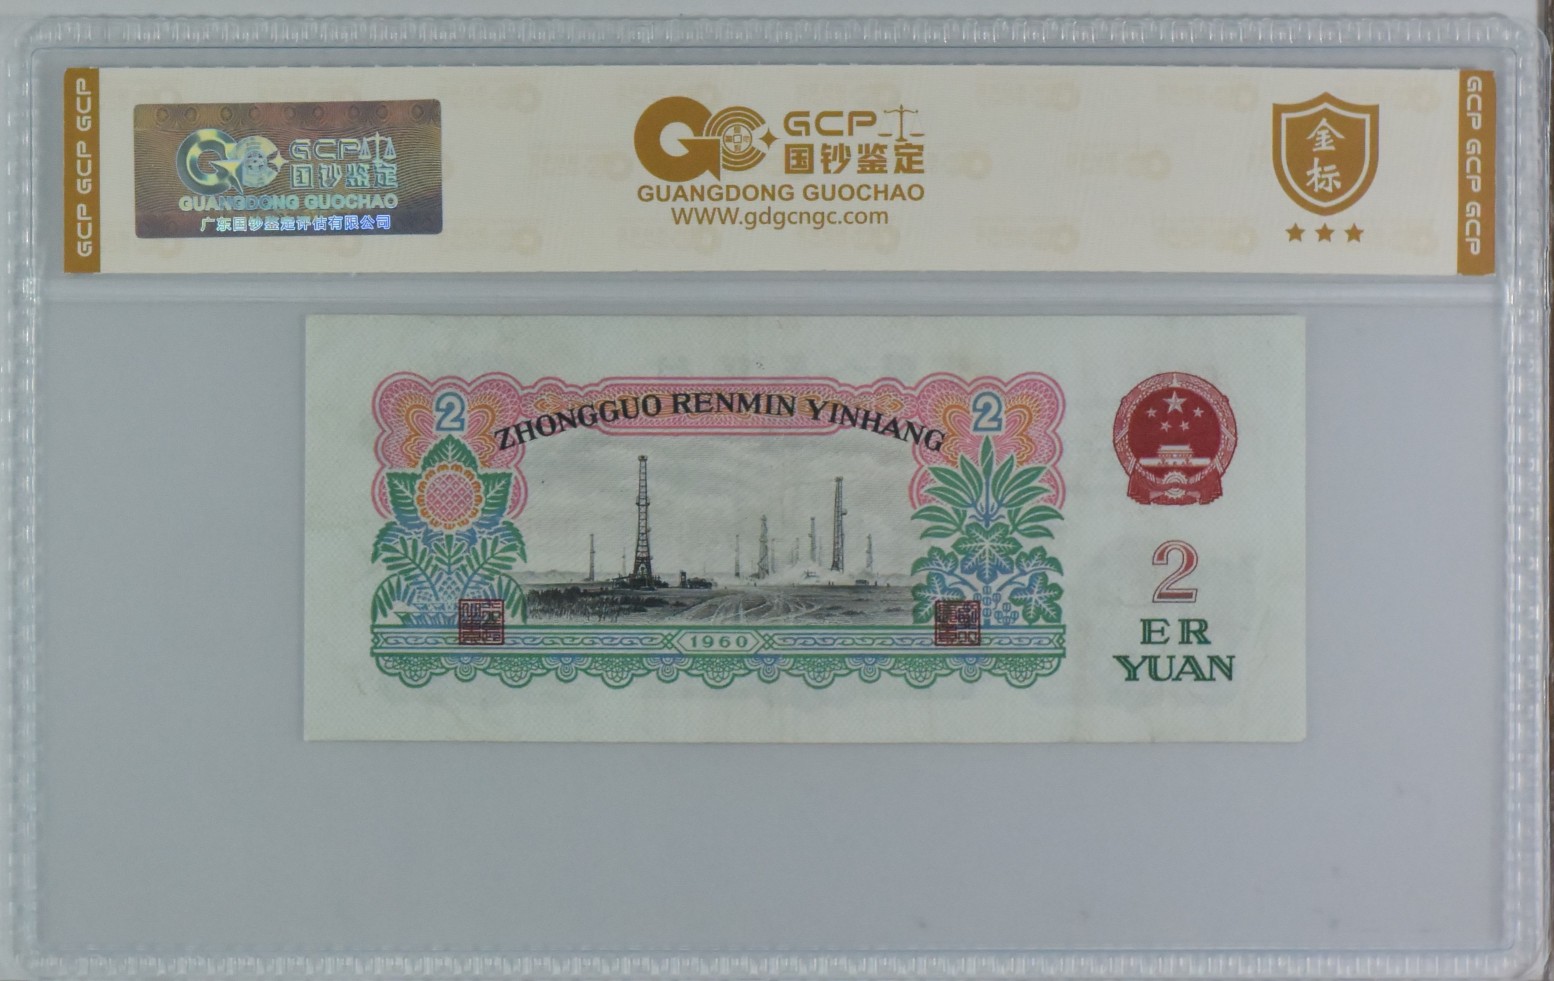 GCP GCP GCP
GCP
国钞鉴定
GUANGDONG GUOCHAO
广东国钞鉴定评估有限公司
GCP
国钞鉴定
GUANGDONG GUOCHAO
WWW.gdgcngc.com
金
标
GCP GCP GCP
2
ZHONGGUO RENMIN YINHANG
2
1960
2
ER
YUAN